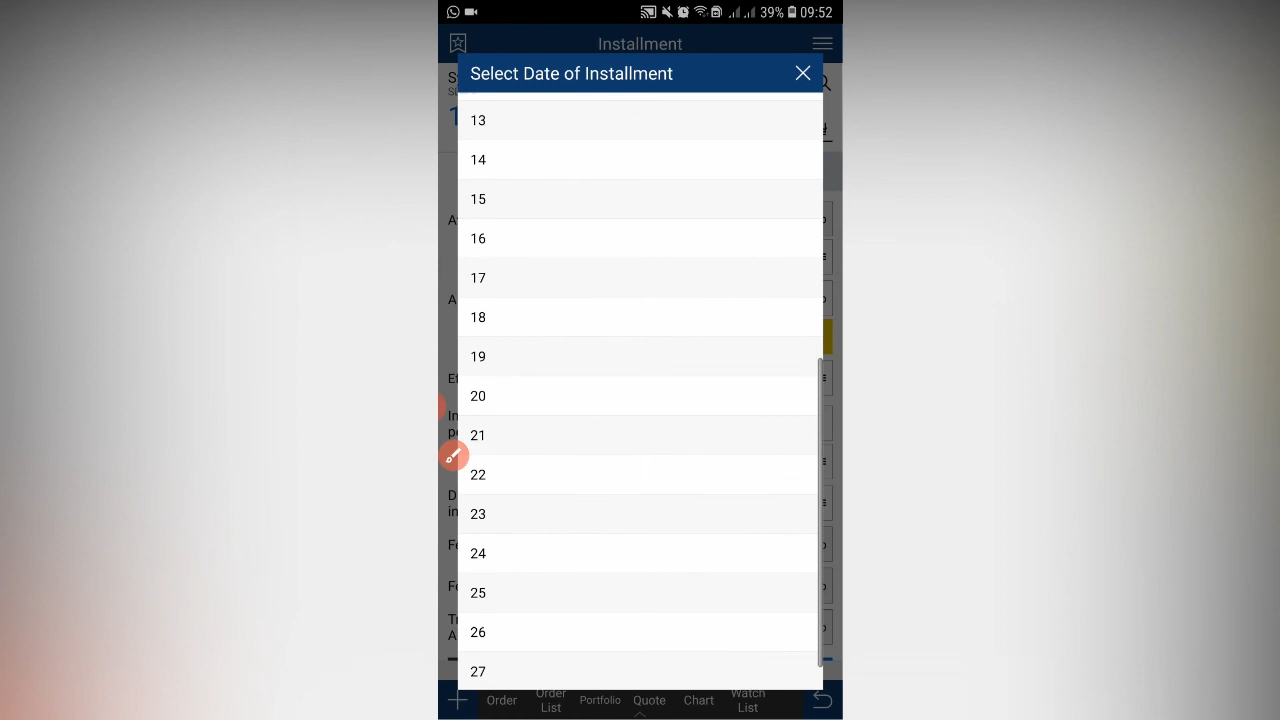 39% 09:52
Installment
Select Date of Installment
13
14
15
16
17
18
19
20
21
22
23
24
25
26
27
Order
Order List
Portfolio
Quote
Chart
Watch List